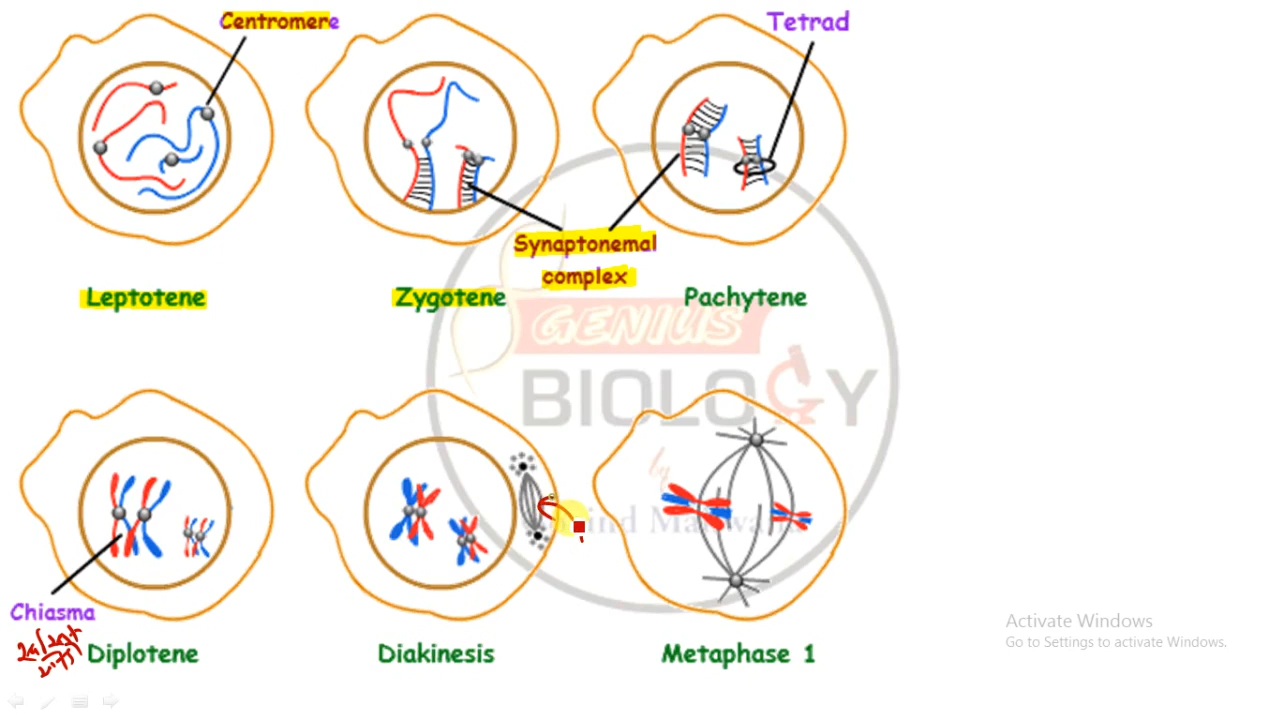 Centromere
Tetrad
Synaptonemal
complex
Leptotene
Zygotene
Pachytene
GENIUS
BIOLOGY
by
Chiasma
Diplotene
Diakinesis
Metaphase 1
Activate Windows
Go to Settings to activate Windows.